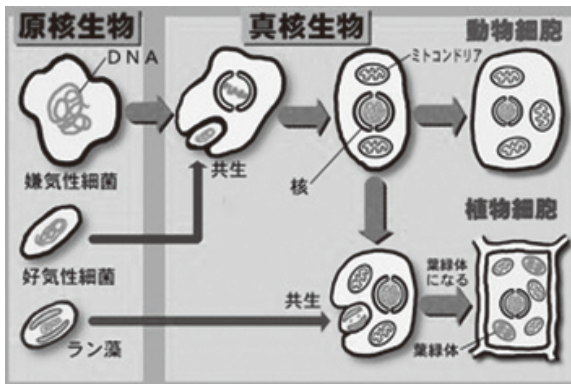 原核生物
真核生物
動物細胞
DNA
ミトコンドリア
嫌気性細菌
共生
核
植物細胞
好気性細菌
共生
葉緑体
になる
ラン藻
葉緑体